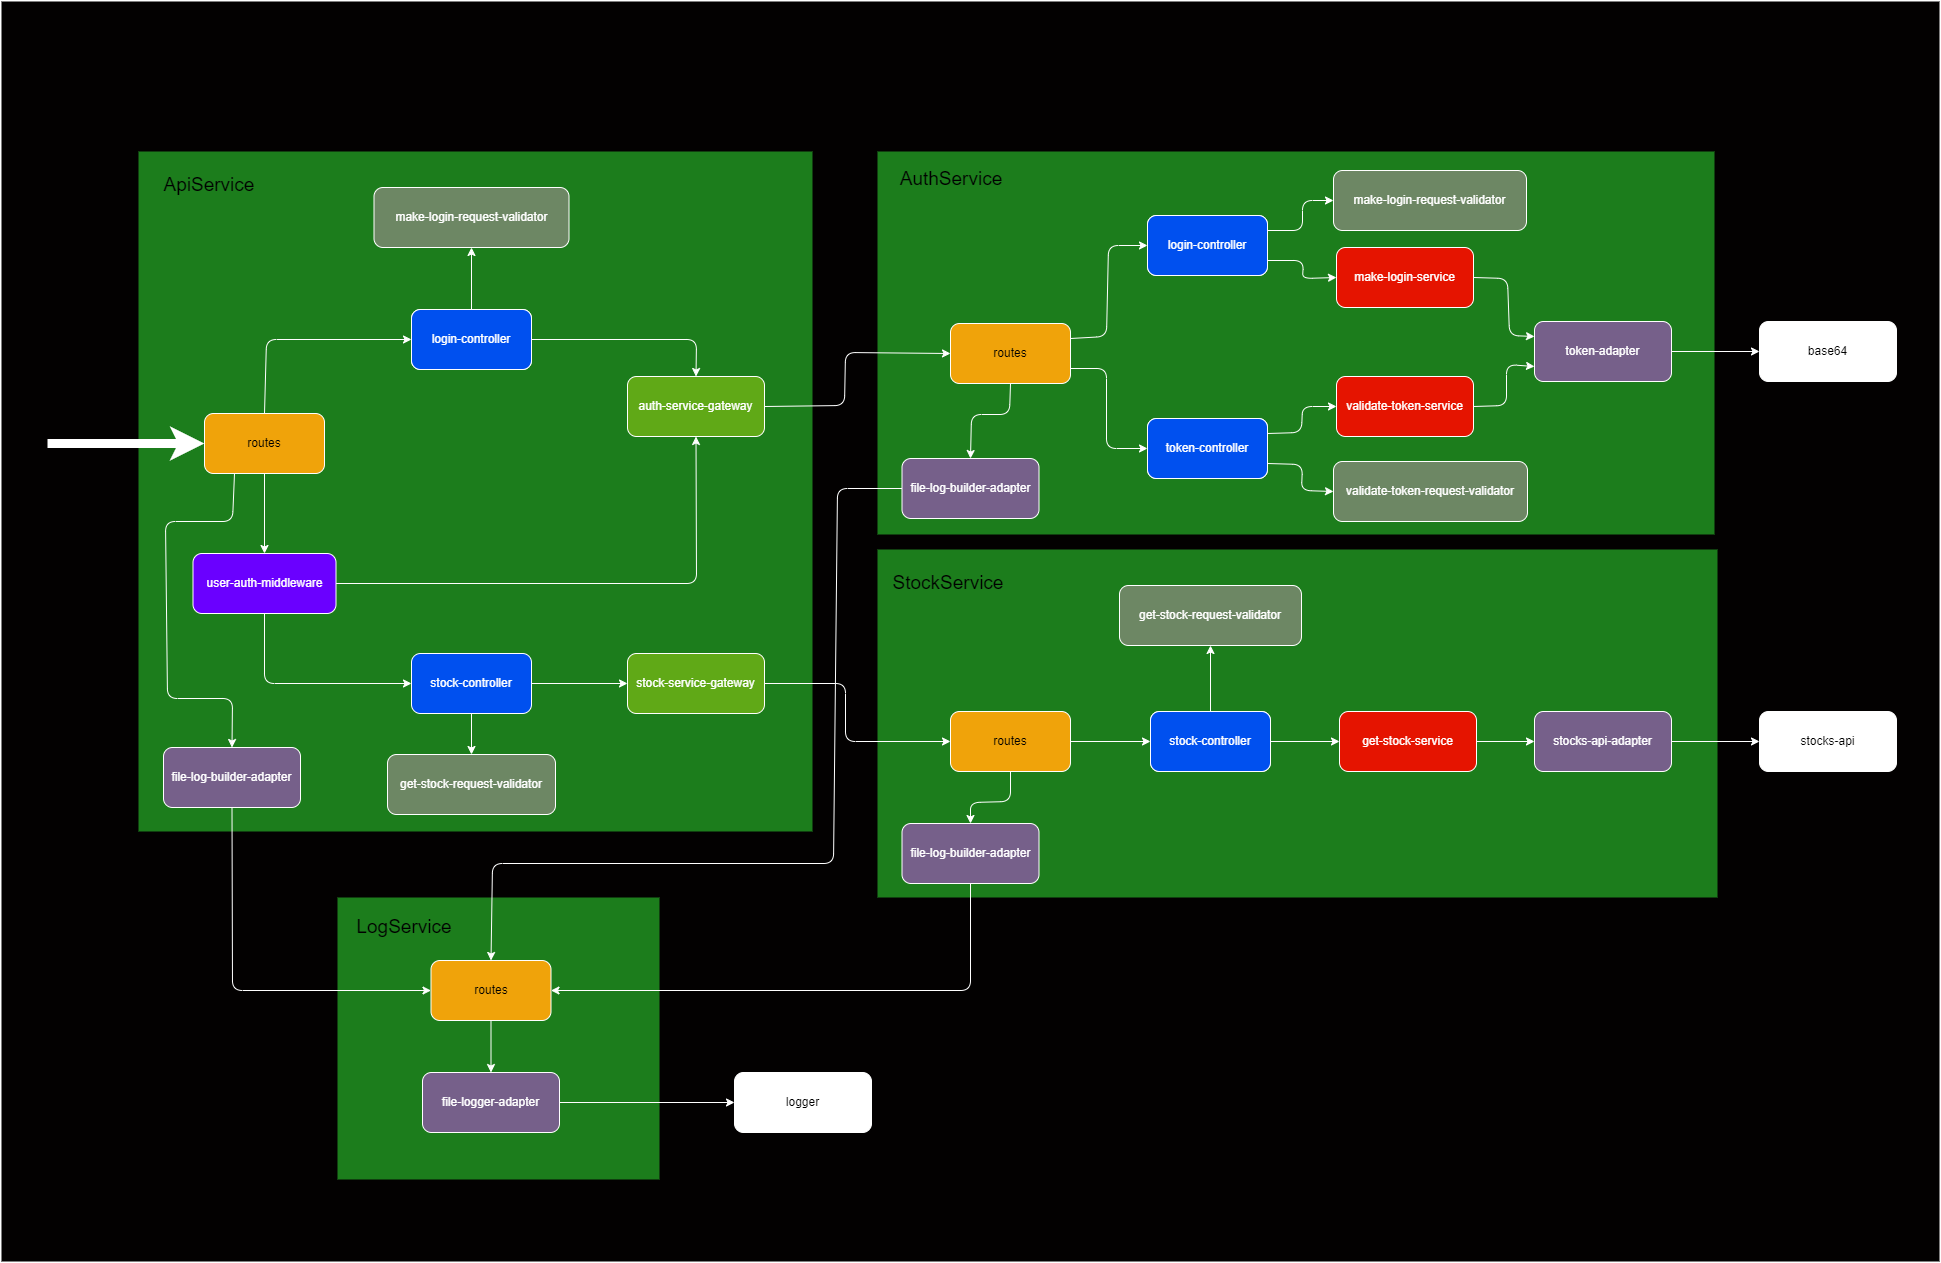 ApiService
make-login-request-validator
login-controller
auth-service-gateway
routes
user-auth-middleware
stock-controller
stock-service-gateway
file-log-builder-adapter
get-stock-request-validator
AuthService
make-login-request-validator
login-controller
make-login-service
routes
token-adapter
base64
validate-token-service
token-controller
file-log-builder-adapter
validate-token-request-validator
StockService
get-stock-request-validator
routes
stock-controller
get-stock-service
stocks-api-adapter
stocks-api
file-log-builder-adapter
LogService
routes
file-logger-adapter
logger